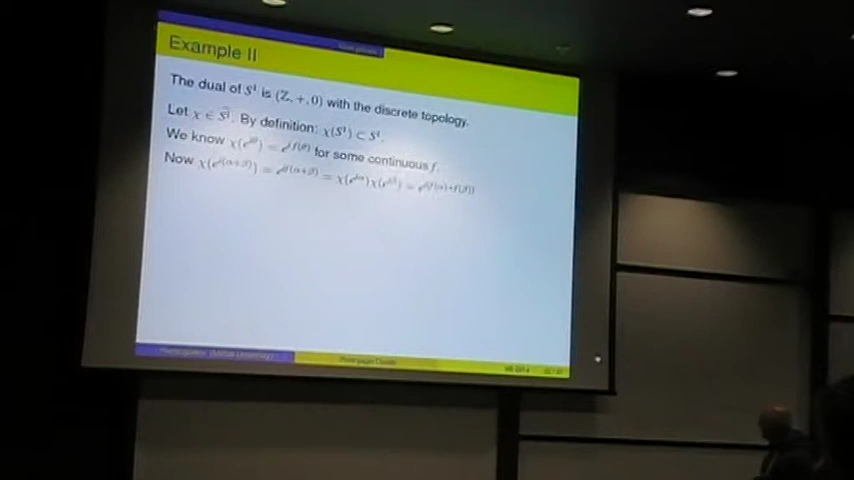 Example II
The dual of S¹ is (ℤ, +, 0) with the discrete topology.
Let χ ∈ Ŝ¹. By definition: χ(S¹) ⊂ S¹.
We know χ(e^{iθ}) = e^{if(θ)} for some continuous f.
Now χ(e^{i(α+β)}) = e^{if(α+β)} = χ(e^{iα})χ(e^{iβ}) = e^{i(f(α)+f(β))}